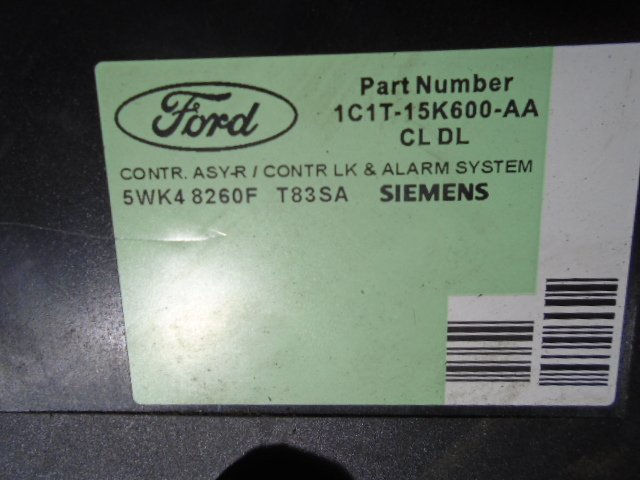 Ford
Part Number
1C1T-15K600-AA
CL DL
CONTR. ASY-R / CONTR LK & ALARM SYSTEM
5WK4 8260F T83SA SIEMENS